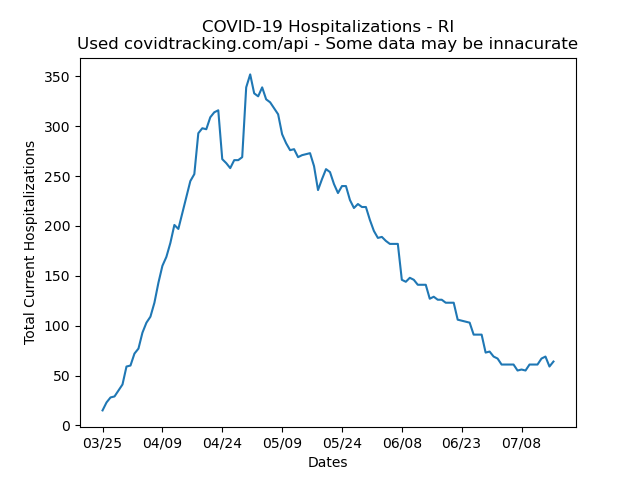 COVID-19 Hospitalizations - RI
Used covidtracking.com/api - Some data may be innacurate
Total Current Hospitalizations
350
300
250
200
150
100
50
0
03/25 04/09 04/24 05/09 05/24 06/08 06/23 07/08
Dates